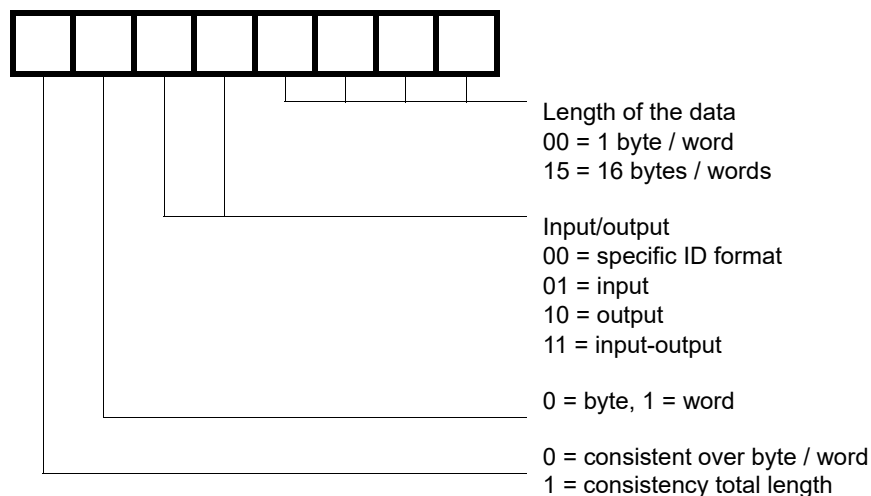 Length of the data
00 = 1 byte / word
15 = 16 bytes / words
Input/output
00 = specific ID format
01 = input
10 = output
11 = input-output
0 = byte, 1 = word
0 = consistent over byte / word
1 = consistency total length